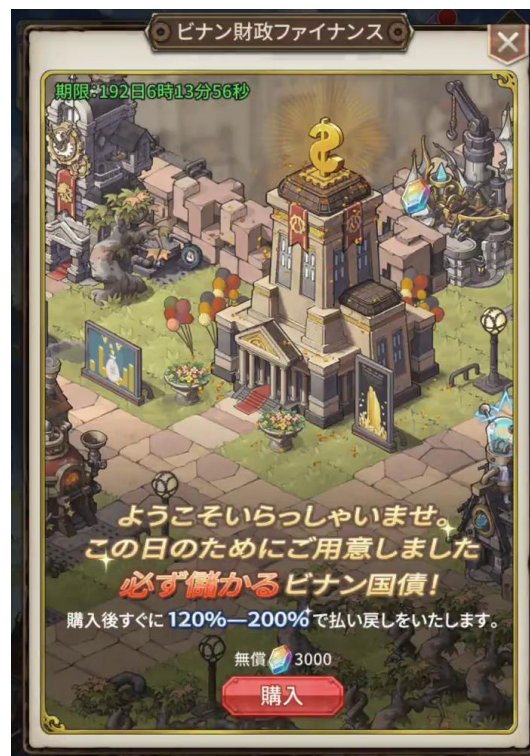 ビナン財政ファイナンス
期限:192日6時13分56秒
ようこそいらっしゃいませ。
この日のためにご用意しました
必ず儲かるビナン国債！
購入後すぐに120%—200%で払い戻しをいたします。
無償 3000
購入